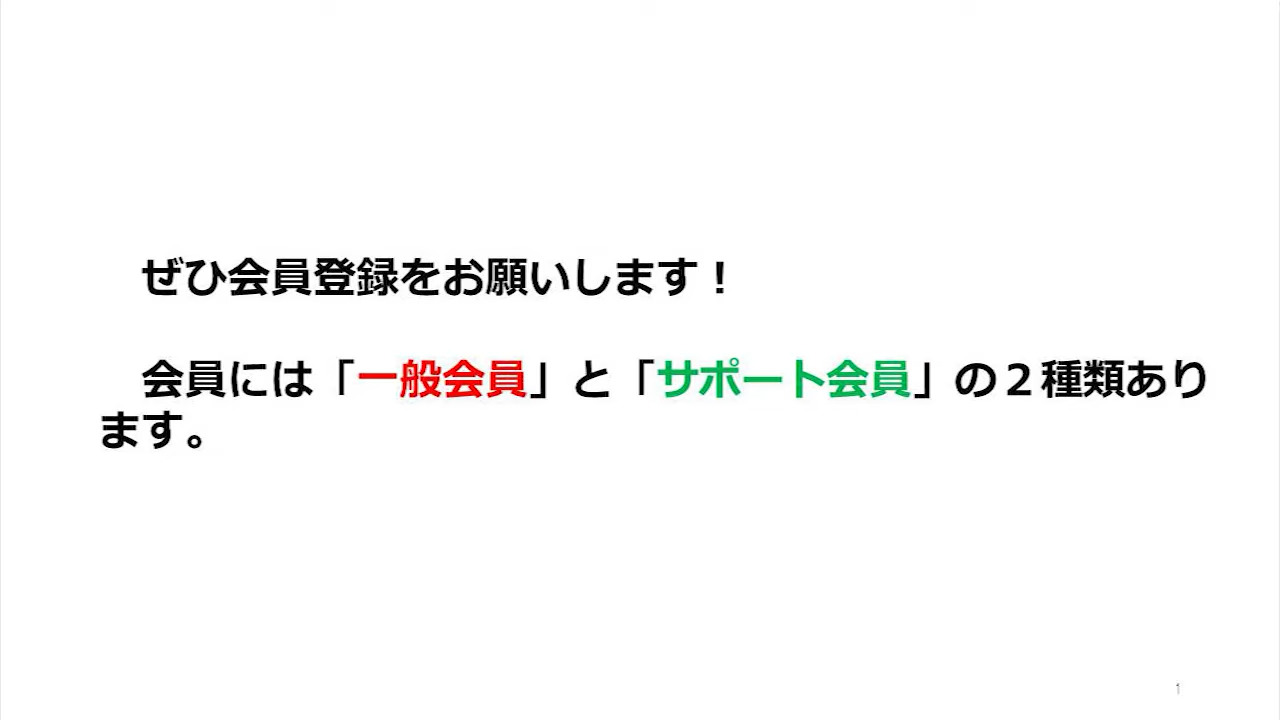 ぜひ会員登録をお願いします！
会員には「一般会員」と「サポート会員」の２種類あり
ます。
1